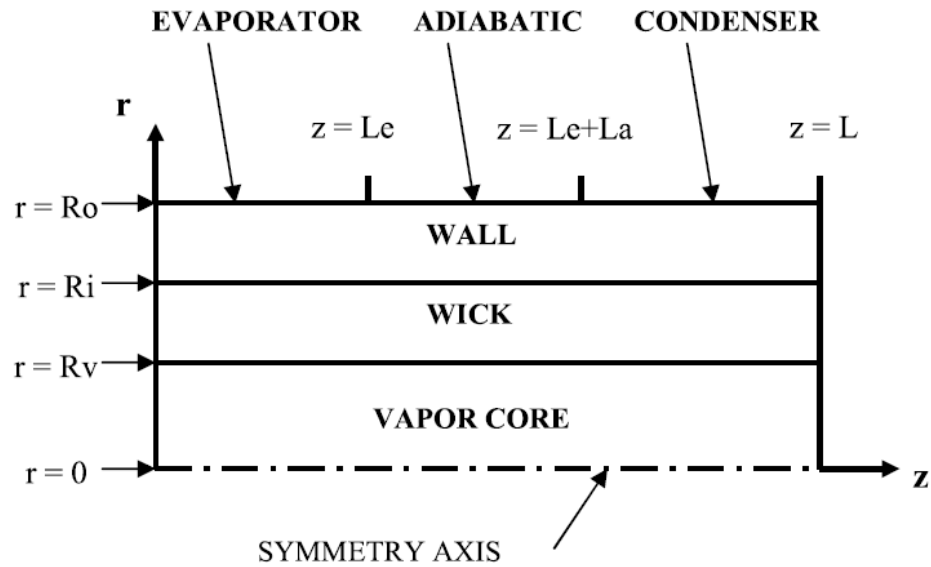 EVAPORATOR ADIABATIC CONDENSER
r
z = Le z = Le+La z = L
r = Ro
WALL
r = Ri
WICK
r = Rv
VAPOR CORE
r = 0
z
SYMMETRY AXIS